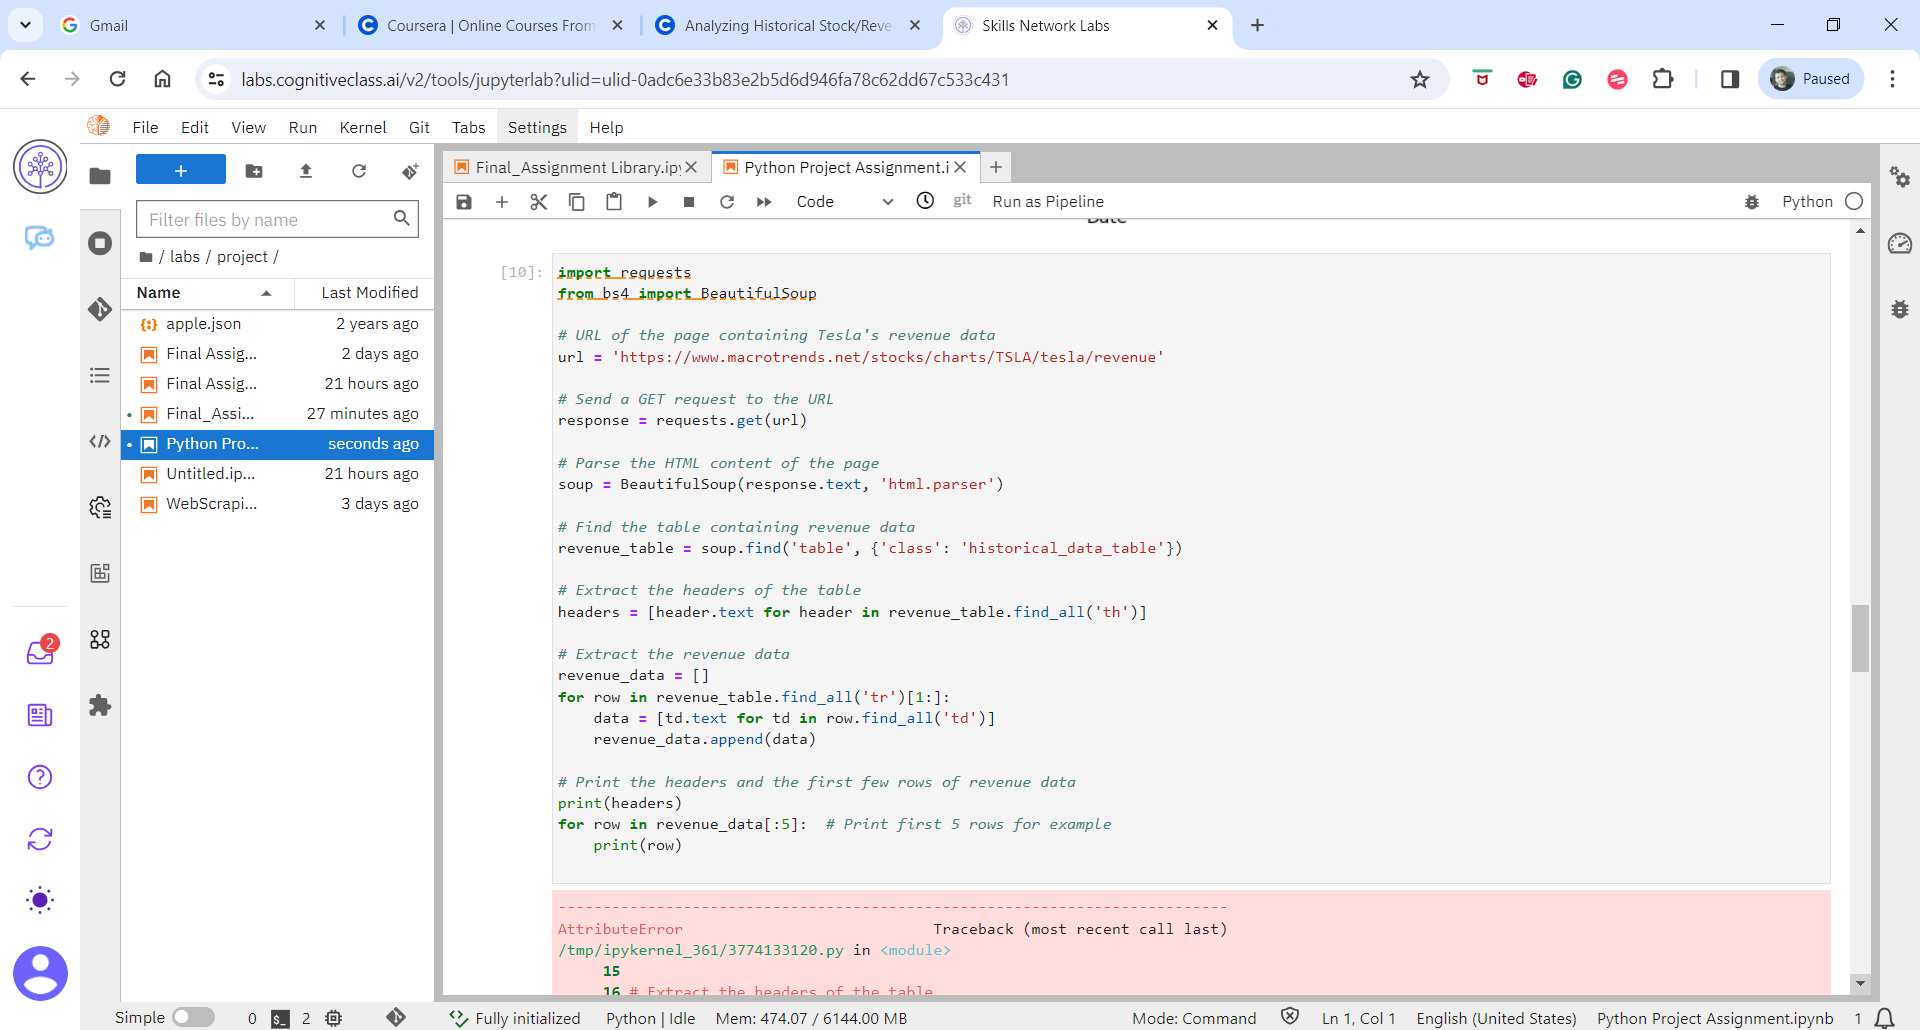 Gmail
Coursera | Online Courses From
Analyzing Historical Stock/Reve
Skills Network Labs
labs.cognitiveclass.ai/v2/tools/jupyterlab?ulid=ulid-0adc6e33b83e2b5d6d946fa78c62dd67c533c431
Paused
File Edit View Run Kernel Git Tabs Settings Help
Final_Assignment Library.ipy
Python Project Assignment.i
Filter files by name
Code
git
Run as Pipeline
Python
/ labs / project /
Name Last Modified
apple.json 2 years ago
Final Assig... 2 days ago
Final Assig... 21 hours ago
Final_Assi... 27 minutes ago
Python Pro... seconds ago
Untitled.ip... 21 hours ago
WebScrapi... 3 days ago
2
Date
[10]:
import requests
from bs4 import BeautifulSoup
# URL of the page containing Tesla's revenue data
url = 'https://www.macrotrends.net/stocks/charts/TSLA/tesla/revenue'
# Send a GET request to the URL
response = requests.get(url)
# Parse the HTML content of the page
soup = BeautifulSoup(response.text, 'html.parser')
# Find the table containing revenue data
revenue_table = soup.find('table', {'class': 'historical_data_table'})
# Extract the headers of the table
headers = [header.text for header in revenue_table.find_all('th')]
# Extract the revenue data
revenue_data = []
for row in revenue_table.find_all('tr')[1:]:
    data = [td.text for td in row.find_all('td')]
    revenue_data.append(data)
# Print the headers and the first few rows of revenue data
print(headers)
for row in revenue_data[:5]:  # Print first 5 rows for example
    print(row)
---------------------------------------------------------------------------
AttributeError Traceback (most recent call last)
/tmp/ipykernel_361/3774133120.py in <module>
15
16 # Extract the headers of the table
Simple 0 2 Fully initialized Python | Idle Mem: 474.07 / 6144.00 MB Mode: Command Ln 1, Col 1 English (United States) Python Project Assignment.ipynb 1